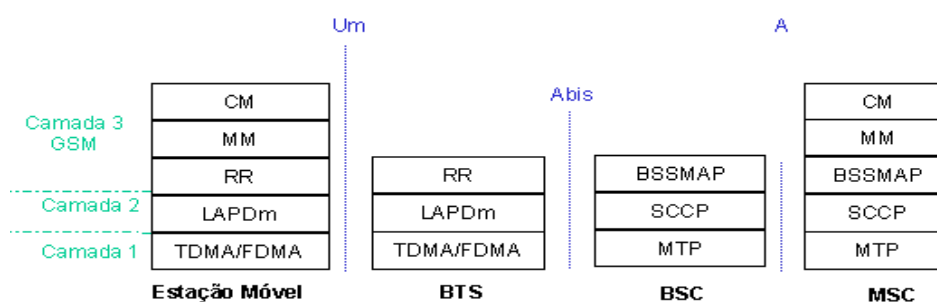 Um
A
Abis
Camada 3
GSM
Camada 2
Camada 1
CM
MM
RR
LAPDm
TDMA/FDMA
Estação Móvel
RR
LAPDm
TDMA/FDMA
BTS
BSSMAP
SCCP
MTP
BSC
CM
MM
BSSMAP
SCCP
MTP
MSC